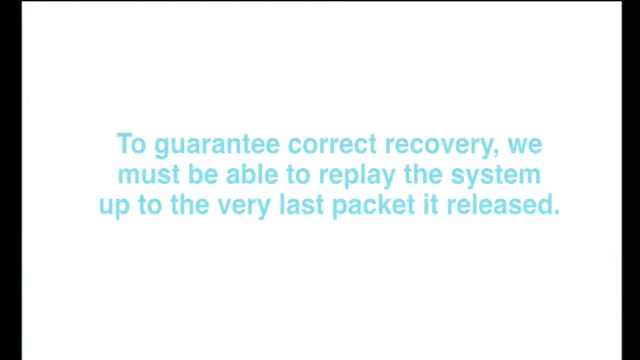 To guarantee correct recovery, we
must be able to replay the system
up to the very last packet it released.